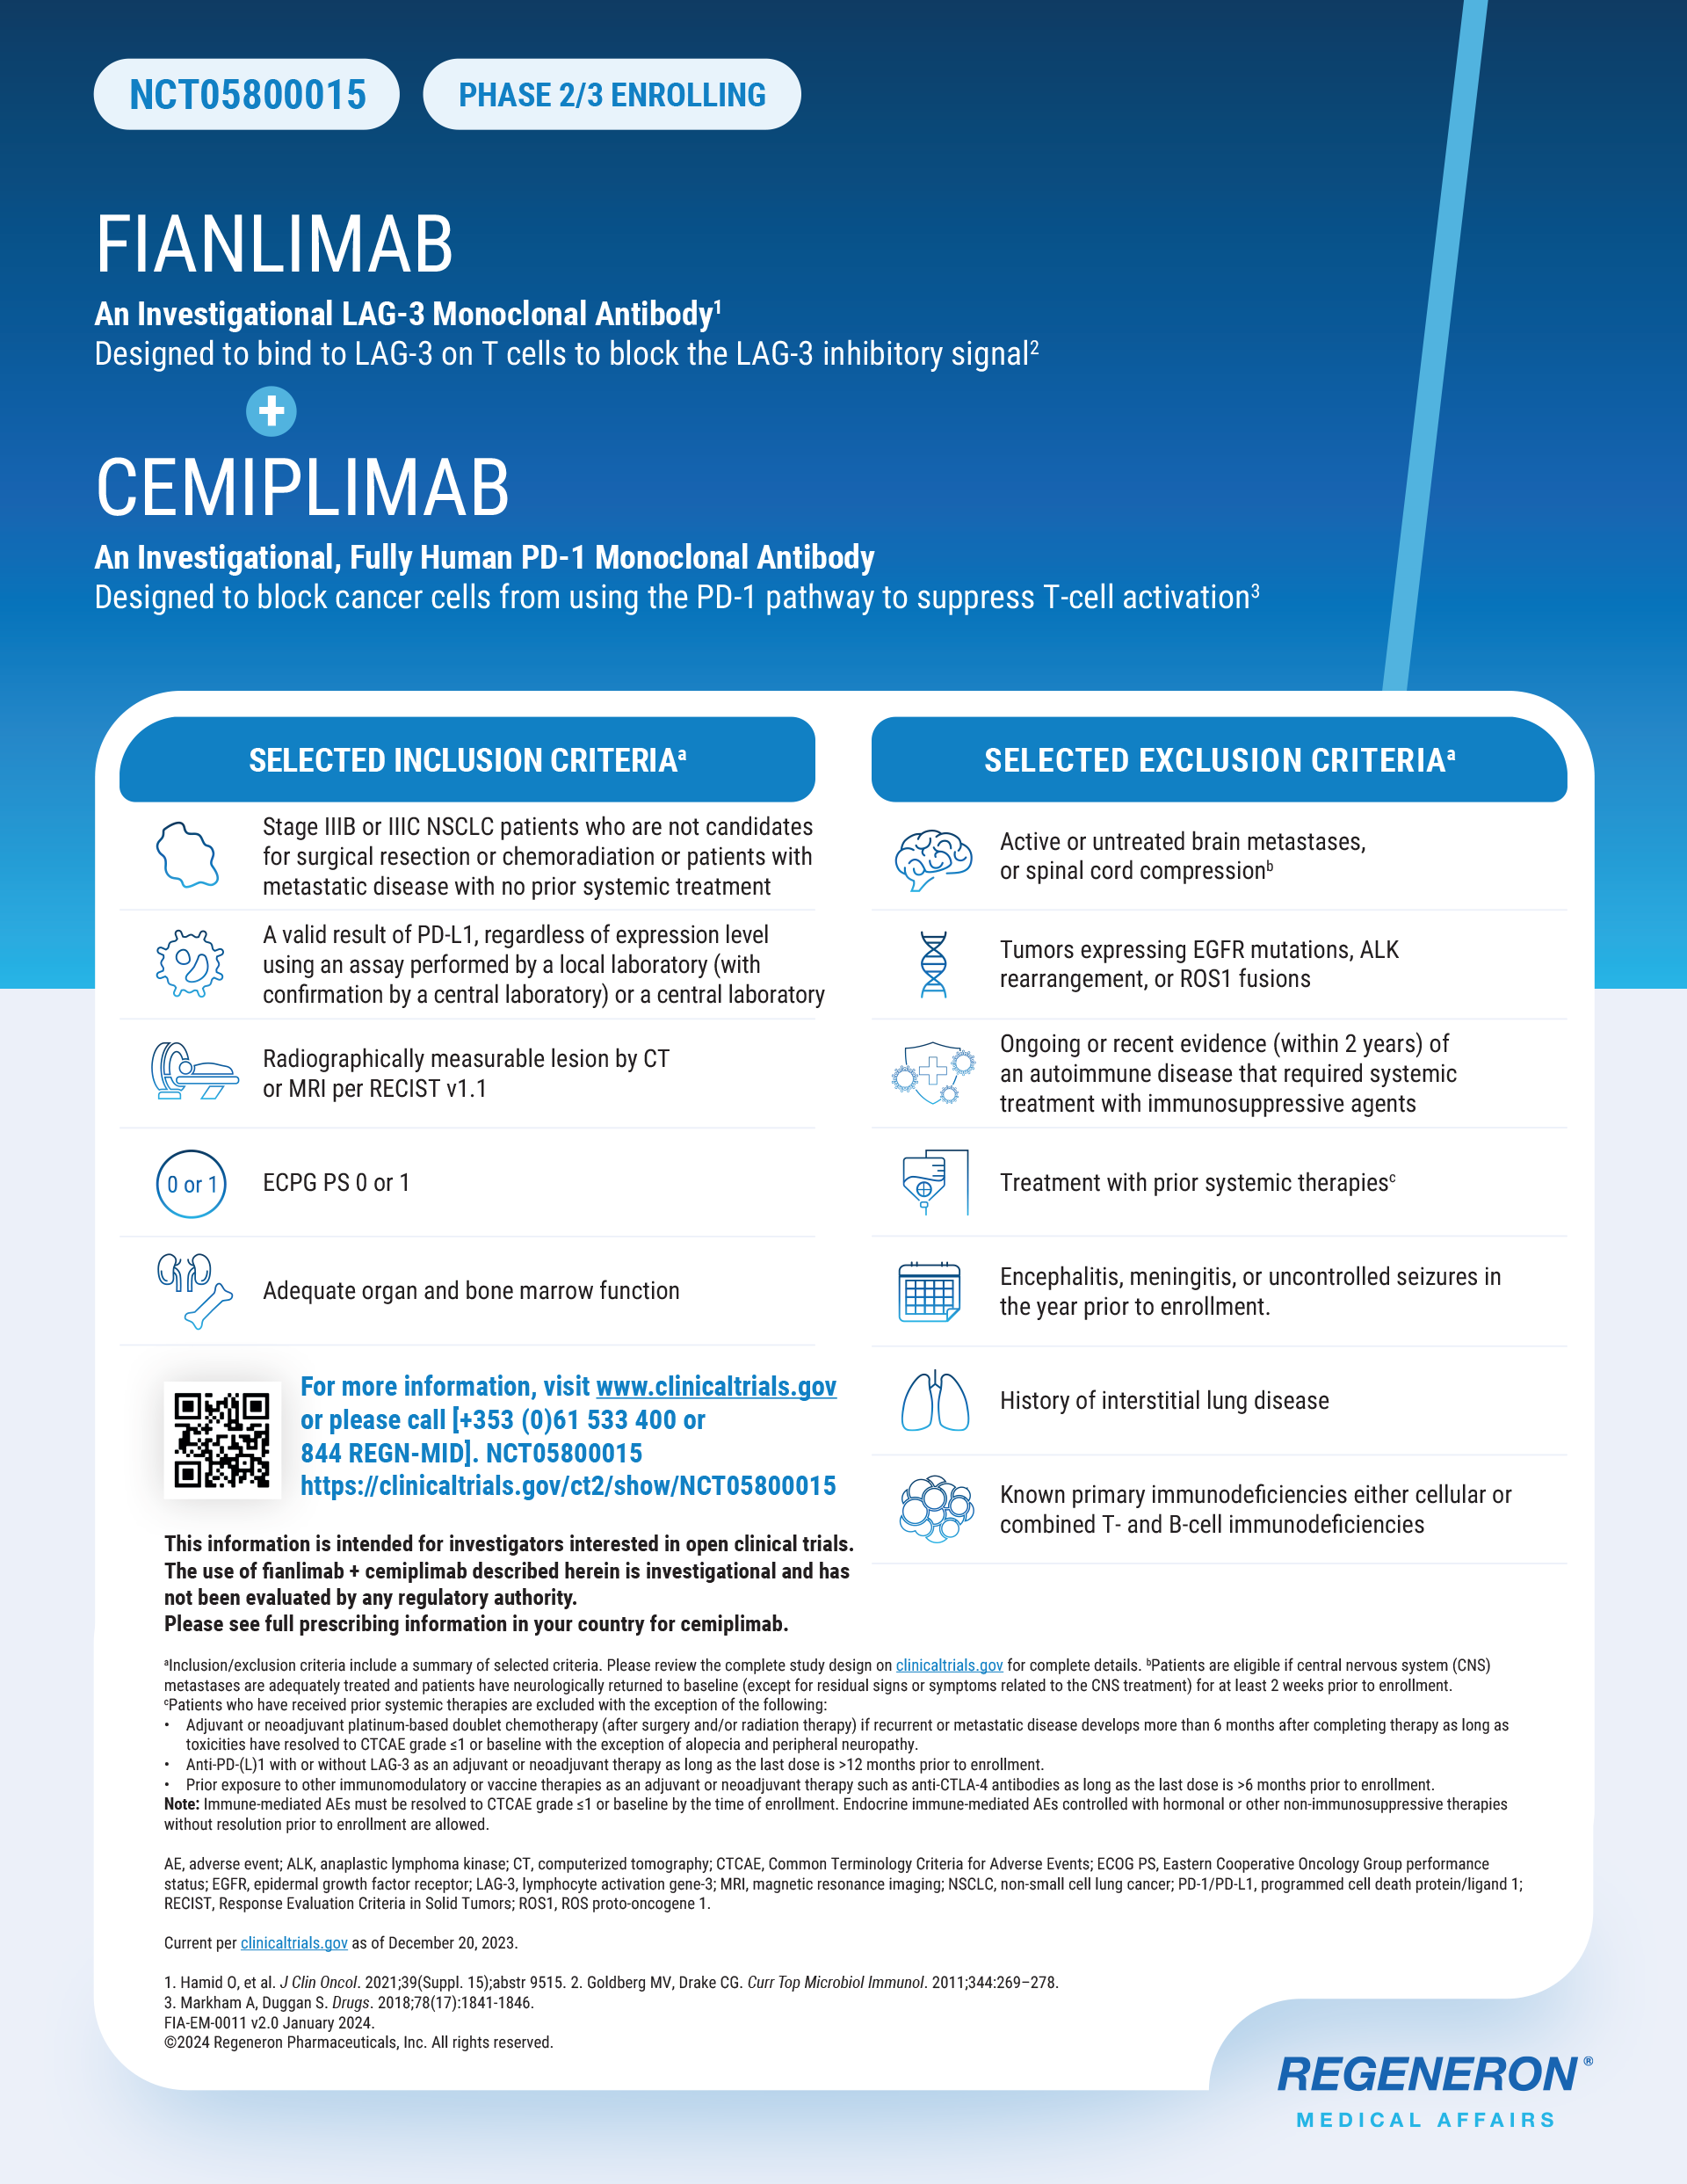 NCT05800015
PHASE 2/3 ENROLLING
FIANLIMAB
An Investigational LAG-3 Monoclonal Antibody1
Designed to bind to LAG-3 on T cells to block the LAG-3 inhibitory signal2
+
CEMIPLIMAB
An Investigational, Fully Human PD-1 Monoclonal Antibody
Designed to block cancer cells from using the PD-1 pathway to suppress T-cell activation3
SELECTED INCLUSION CRITERIAa
Stage IIIB or IIIC NSCLC patients who are not candidates
for surgical resection or chemoradiation or patients with
metastatic disease with no prior systemic treatment
A valid result of PD-L1, regardless of expression level
using an assay performed by a local laboratory (with
confirmation by a central laboratory) or a central laboratory
Radiographically measurable lesion by CT
or MRI per RECIST v1.1
0 or 1
ECPG PS 0 or 1
Adequate organ and bone marrow function
For more information, visit www.clinicaltrials.gov
or please call [+353 (0)61 533 400 or
844 REGN-MID]. NCT05800015
https://clinicaltrials.gov/ct2/show/NCT05800015
This information is intended for investigators interested in open clinical trials.
The use of fianlimab + cemiplimab described herein is investigational and has
not been evaluated by any regulatory authority.
Please see full prescribing information in your country for cemiplimab.
SELECTED EXCLUSION CRITERIAa
Active or untreated brain metastases,
or spinal cord compressionb
Tumors expressing EGFR mutations, ALK
rearrangement, or ROS1 fusions
Ongoing or recent evidence (within 2 years) of
an autoimmune disease that required systemic
treatment with immunosuppressive agents
Treatment with prior systemic therapiesc
Encephalitis, meningitis, or uncontrolled seizures in
the year prior to enrollment.
History of interstitial lung disease
Known primary immunodeficiencies either cellular or
combined T- and B-cell immunodeficiencies
aInclusion/exclusion criteria include a summary of selected criteria. Please review the complete study design on clinicaltrials.gov for complete details. bPatients are eligible if central nervous system (CNS)
metastases are adequately treated and patients have neurologically returned to baseline (except for residual signs or symptoms related to the CNS treatment) for at least 2 weeks prior to enrollment.
cPatients who have received prior systemic therapies are excluded with the exception of the following:
• Adjuvant or neoadjuvant platinum-based doublet chemotherapy (after surgery and/or radiation therapy) if recurrent or metastatic disease develops more than 6 months after completing therapy as long as
toxicities have resolved to CTCAE grade ≤1 or baseline with the exception of alopecia and peripheral neuropathy.
• Anti-PD-(L)1 with or without LAG-3 as an adjuvant or neoadjuvant therapy as long as the last dose is >12 months prior to enrollment.
• Prior exposure to other immunomodulatory or vaccine therapies as an adjuvant or neoadjuvant therapy such as anti-CTLA-4 antibodies as long as the last dose is >6 months prior to enrollment.
Note: Immune-mediated AEs must be resolved to CTCAE grade ≤1 or baseline by the time of enrollment. Endocrine immune-mediated AEs controlled with hormonal or other non-immunosuppressive therapies
without resolution prior to enrollment are allowed.
AE, adverse event; ALK, anaplastic lymphoma kinase; CT, computerized tomography; CTCAE, Common Terminology Criteria for Adverse Events; ECOG PS, Eastern Cooperative Oncology Group performance
status; EGFR, epidermal growth factor receptor; LAG-3, lymphocyte activation gene-3; MRI, magnetic resonance imaging; NSCLC, non-small cell lung cancer; PD-1/PD-L1, programmed cell death protein/ligand 1;
RECIST, Response Evaluation Criteria in Solid Tumors; ROS1, ROS proto-oncogene 1.
Current per clinicaltrials.gov as of December 20, 2023.
1. Hamid O, et al. J Clin Oncol. 2021;39(Suppl. 15);abstr 9515. 2. Goldberg MV, Drake CG. Curr Top Microbiol Immunol. 2011;344:269–278.
3. Markham A, Duggan S. Drugs. 2018;78(17):1841-1846.
FIA-EM-0011 v2.0 January 2024.
©2024 Regeneron Pharmaceuticals, Inc. All rights reserved.
REGENERON®
MEDICAL AFFAIRS